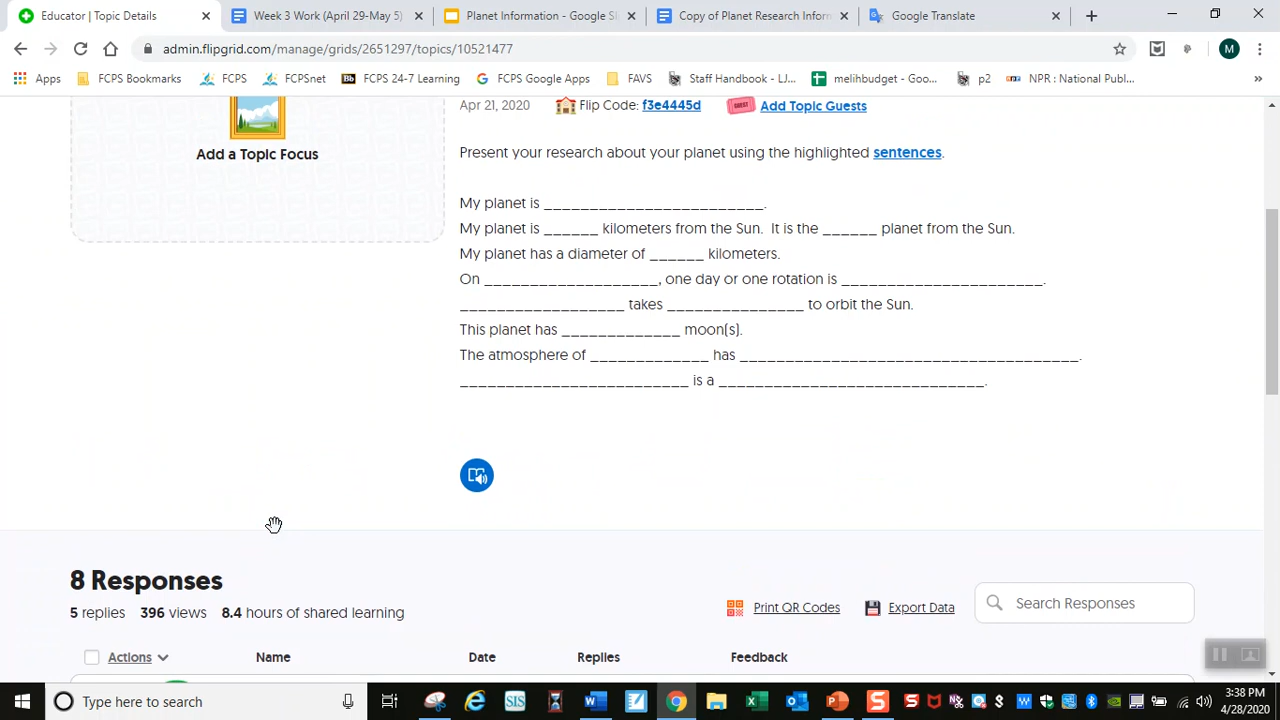 Educator | Topic Details
Week 3 Work (April 29-May
Planet Information - Google Sli
Copy of Planet Research Inform
Google Translate
admin.flipgrid.com/manage/grids/2651297/topics/10521477
M
Apps
FCPS Bookmarks
FCPS
FCPSnet
Bb FCPS 24-7 Learning
FCPS Google Apps
FAVS
Staff Handbook - LJ...
melihbudget - Goo...
p2
NPR : National Publ...
Apr 21, 2020 Flip Code: f3e4445d Add Topic Guests
Add a Topic Focus
Present your research about your planet using the highlighted sentences.
My planet is ________________________.
My planet is ______ kilometers from the Sun. It is the ______ planet from the Sun.
My planet has a diameter of ______ kilometers.
On ___________________, one day or one rotation is ______________________.
__________________ takes _______________ to orbit the Sun.
This planet has _____________ moon(s).
The atmosphere of _____________ has _____________________________________.
_________________________ is a _____________________________.
8 Responses
5 replies 396 views 8.4 hours of shared learning
Print QR Codes
Export Data
Search Responses
Actions Name Date Replies Feedback
Type here to search
SIS
3:38 PM
4/28/2020